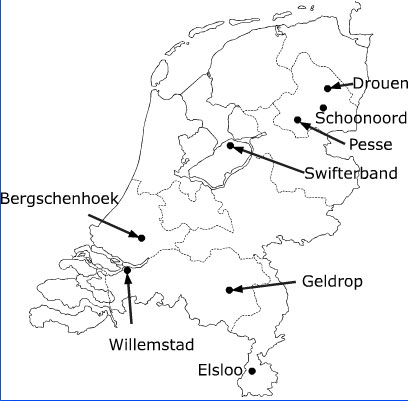 Drouen
Schoonoord
Pesse
Swifterband
Bergschenhoek
Geldrop
Willemstad
Elsloo